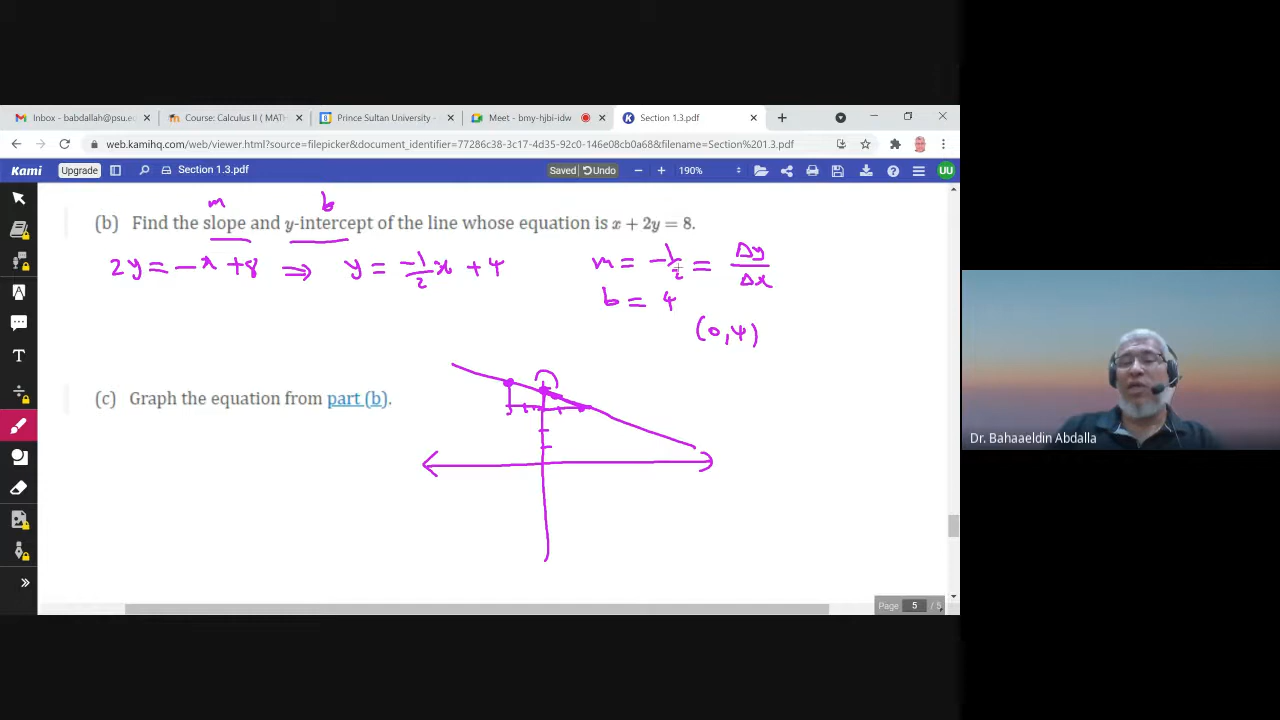 Inbox - babdallah@psu.e
Course: Calculus II ( MATH
Prince Sultan University -
Meet - bmy-hjbi-idw
Section 1.3.pdf
web.kamihq.com/web/viewer.html?source=filepicker&document_identifier=77286c38-3c17-4d35-92c0-146e08cb0a68&filename=Section%201.3.pdf
Kami Upgrade Section 1.3.pdf Saved Undo 190% UU
m b
(b) Find the slope and y-intercept of the line whose equation is x + 2y = 8.
2y = -x +8 ⇒ y = -1/2 x + 4 m = -1/2 = Δy/Δx
b = 4
(0,4)
(c) Graph the equation from part (b).
Dr. Bahaaeldin Abdalla
Page 5 / 5